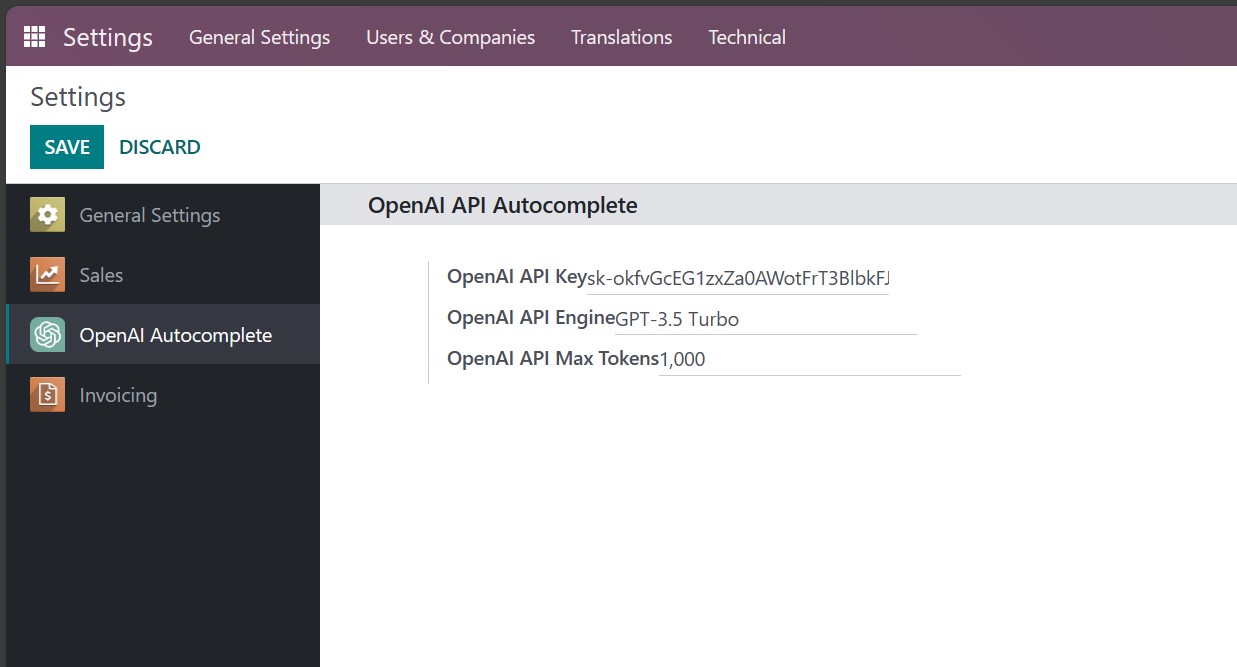 Settings General Settings Users & Companies Translations Technical
Settings
SAVE DISCARD
General Settings
Sales
OpenAI Autocomplete
Invoicing
OpenAI API Autocomplete
OpenAI API Key sk-okfvGcEG1zxZa0AWotFrT3BlbkFJ
OpenAI API Engine GPT-3.5 Turbo
OpenAI API Max Tokens 1,000